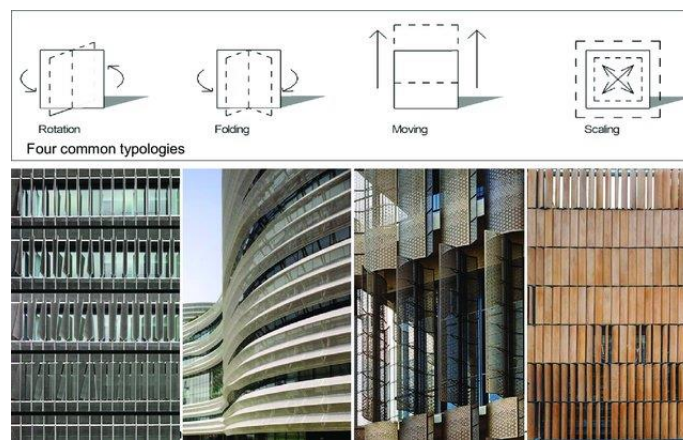 Rotation
Folding
Moving
Scaling
Four common typologies